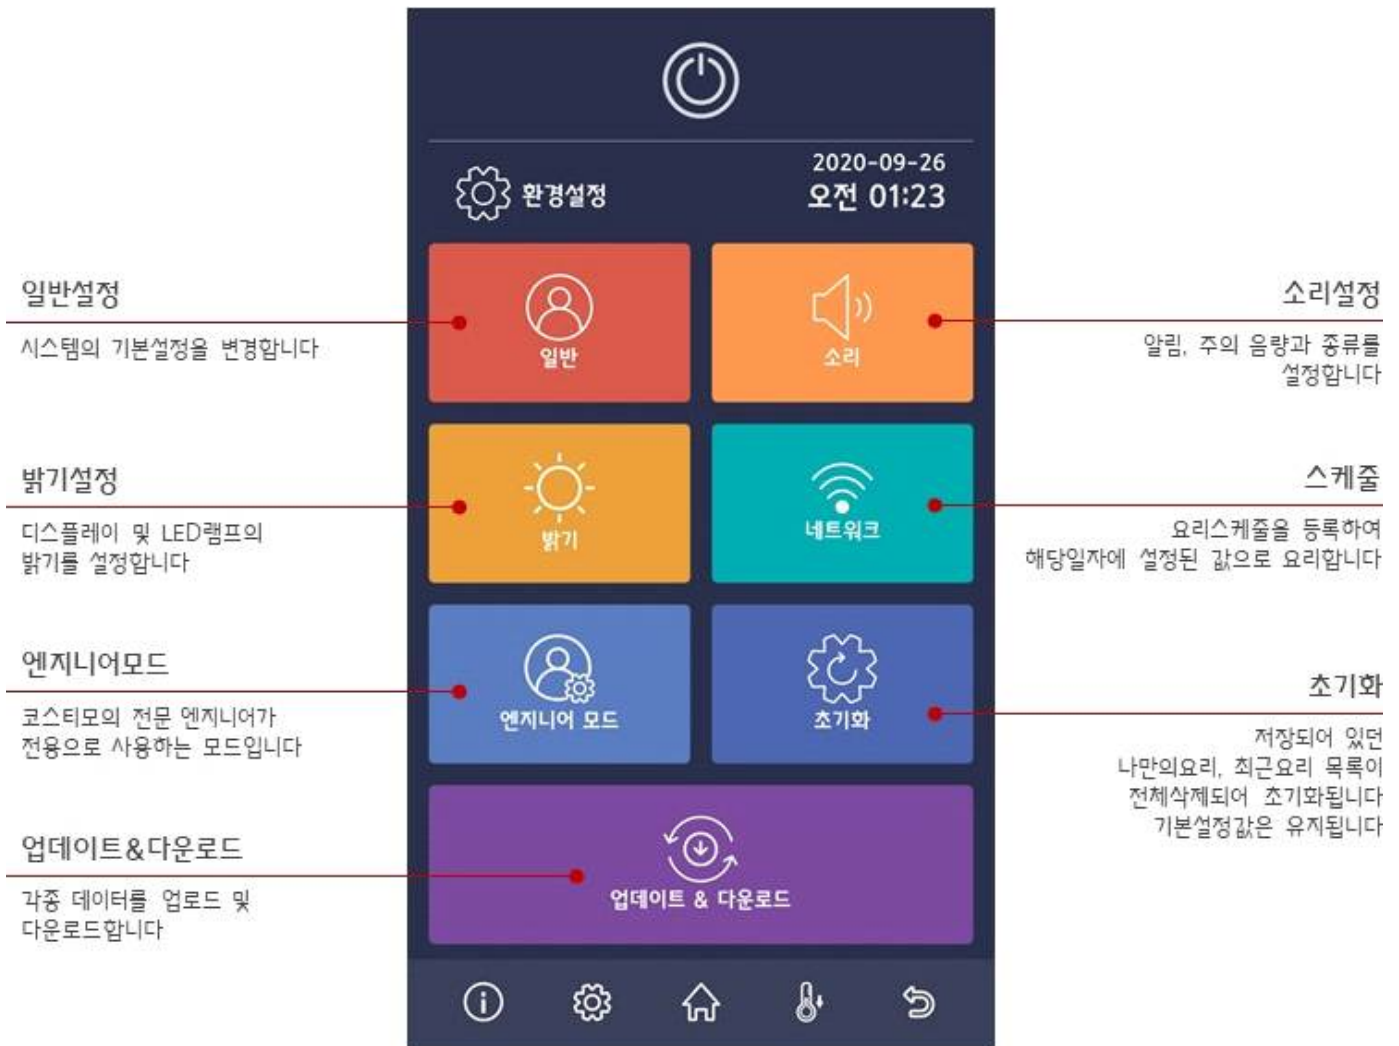 2020-09-26
환경설정
오전 01:23
일반설정
시스템의 기본설정을 변경합니다
일반
소리
소리설정
알림, 주의 음량과 종류를
설정합니다
밝기설정
디스플레이 및 LED램프의
밝기를 설정합니다
밝기
네트워크
스케줄
요리스케줄을 등록하여
해당일자에 설정된 값으로 요리합니다
엔지니어모드
코스티모의 전문 엔지니어가
전용으로 사용하는 모드입니다
엔지니어 모드
초기화
초기화
저장되어 있던
나만의요리, 최근요리 목록이
전체삭제되어 초기화됩니다
기본설정값은 유지됩니다
업데이트&다운로드
각종 데이터를 업로드 및
다운로드합니다
업데이트 & 다운로드